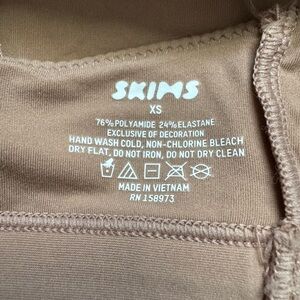 SKIMS
XS
76% POLYAMIDE 24% ELASTANE
EXCLUSIVE OF DECORATION
HAND WASH COLD, NON-CHLORINE BLEACH
DRY FLAT, DO NOT IRON, DO NOT DRY CLEAN
MADE IN VIETNAM
RN 158973